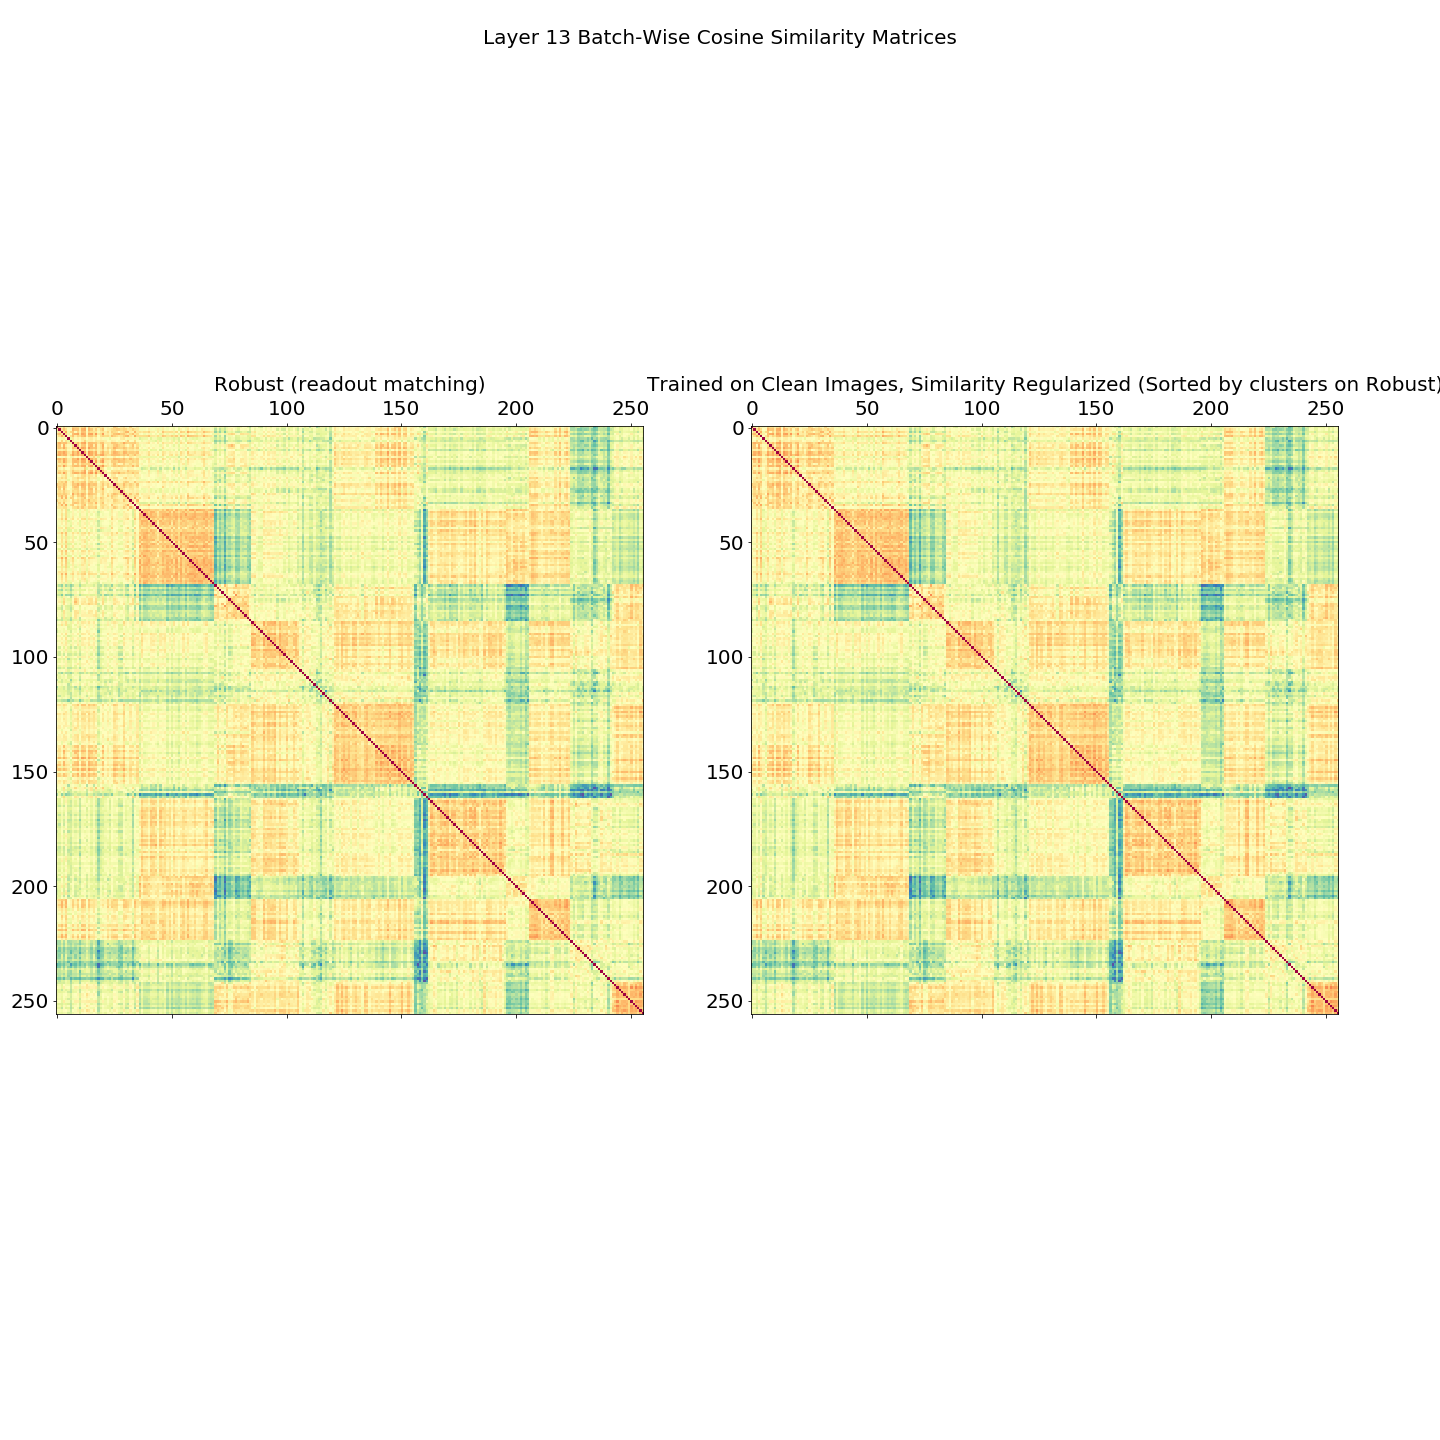 Layer 13 Batch-Wise Cosine Similarity Matrices
Robust (readout matching)
Trained on Clean Images, Similarity Regularized (Sorted by clusters on Robust)
0 50 100 150 200 250
0 50 100 150 200 250
0
50
100
150
200
250
0
50
100
150
200
250